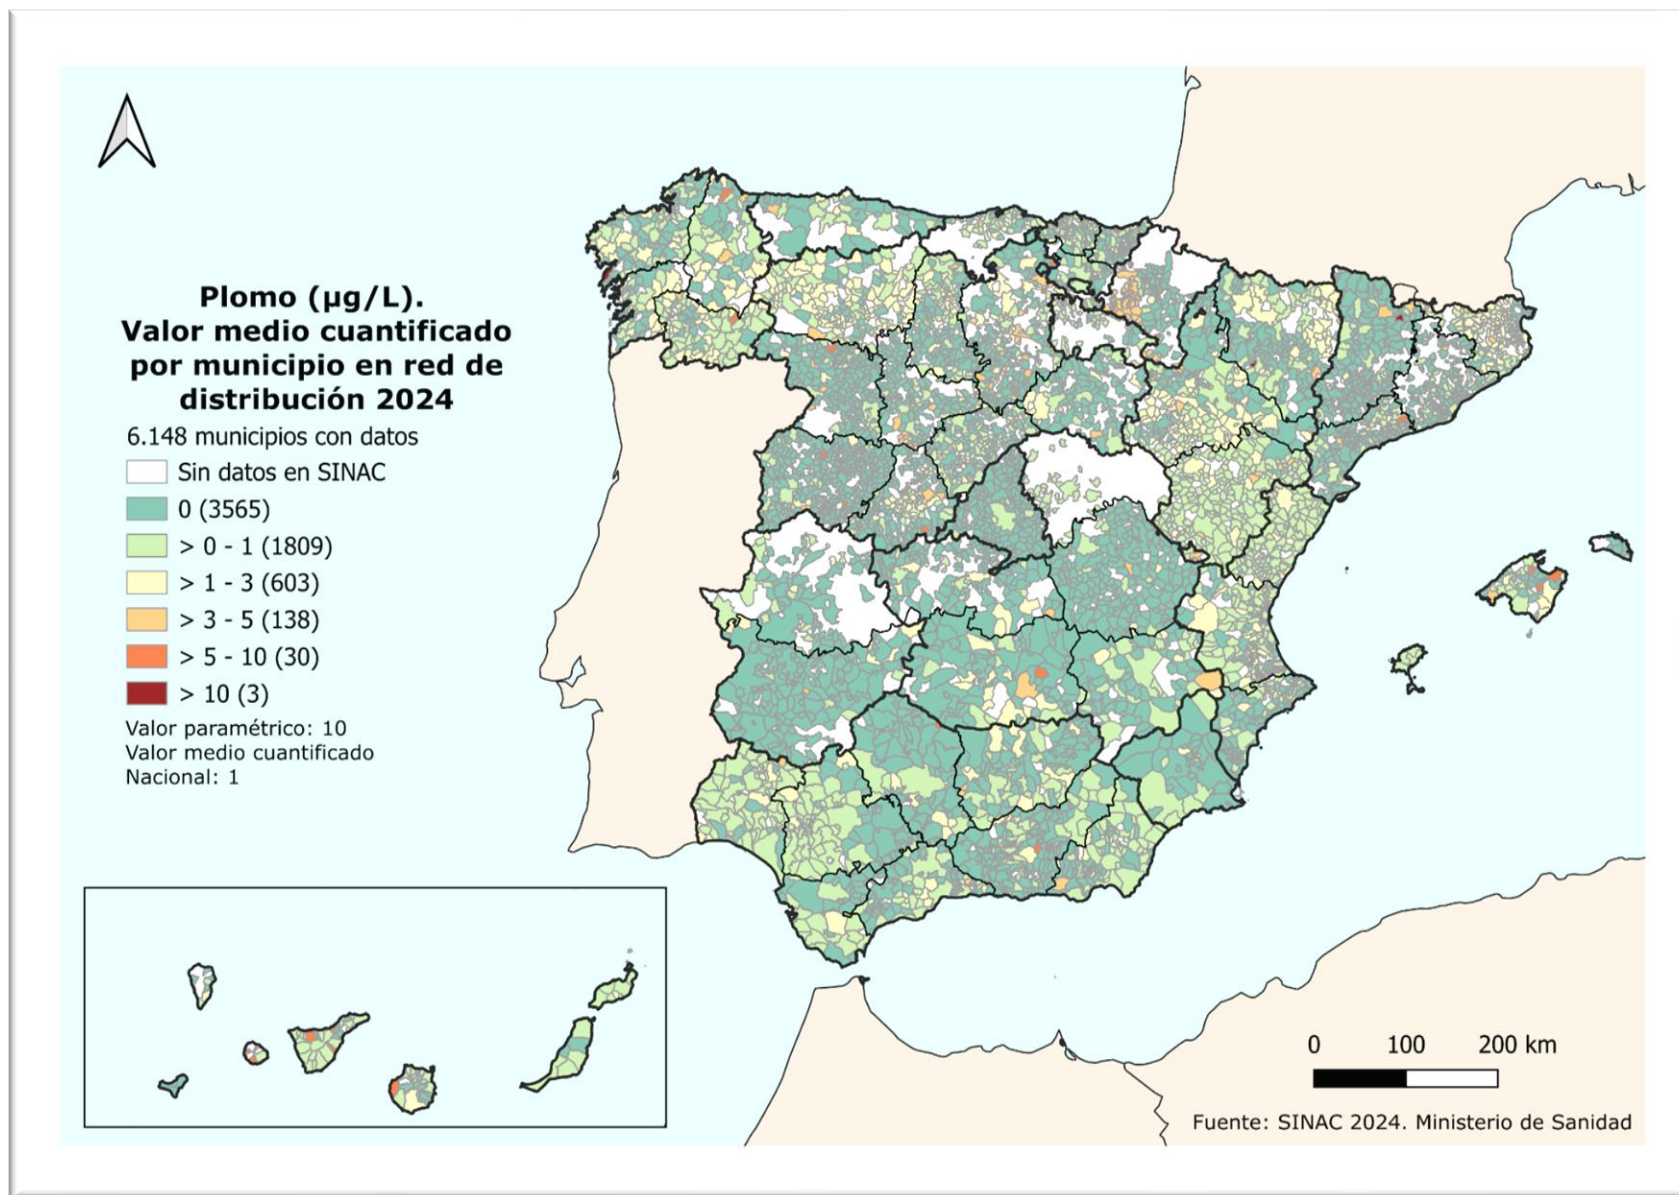 Plomo (µg/L).
Valor medio cuantificado
por municipio en red de
distribución 2024
6.148 municipios con datos
Sin datos en SINAC
0 (3565)
> 0 - 1 (1809)
> 1 - 3 (603)
> 3 - 5 (138)
> 5 - 10 (30)
> 10 (3)
Valor paramétrico: 10
Valor medio cuantificado
Nacional: 1
0 100 200 km
Fuente: SINAC 2024. Ministerio de Sanidad